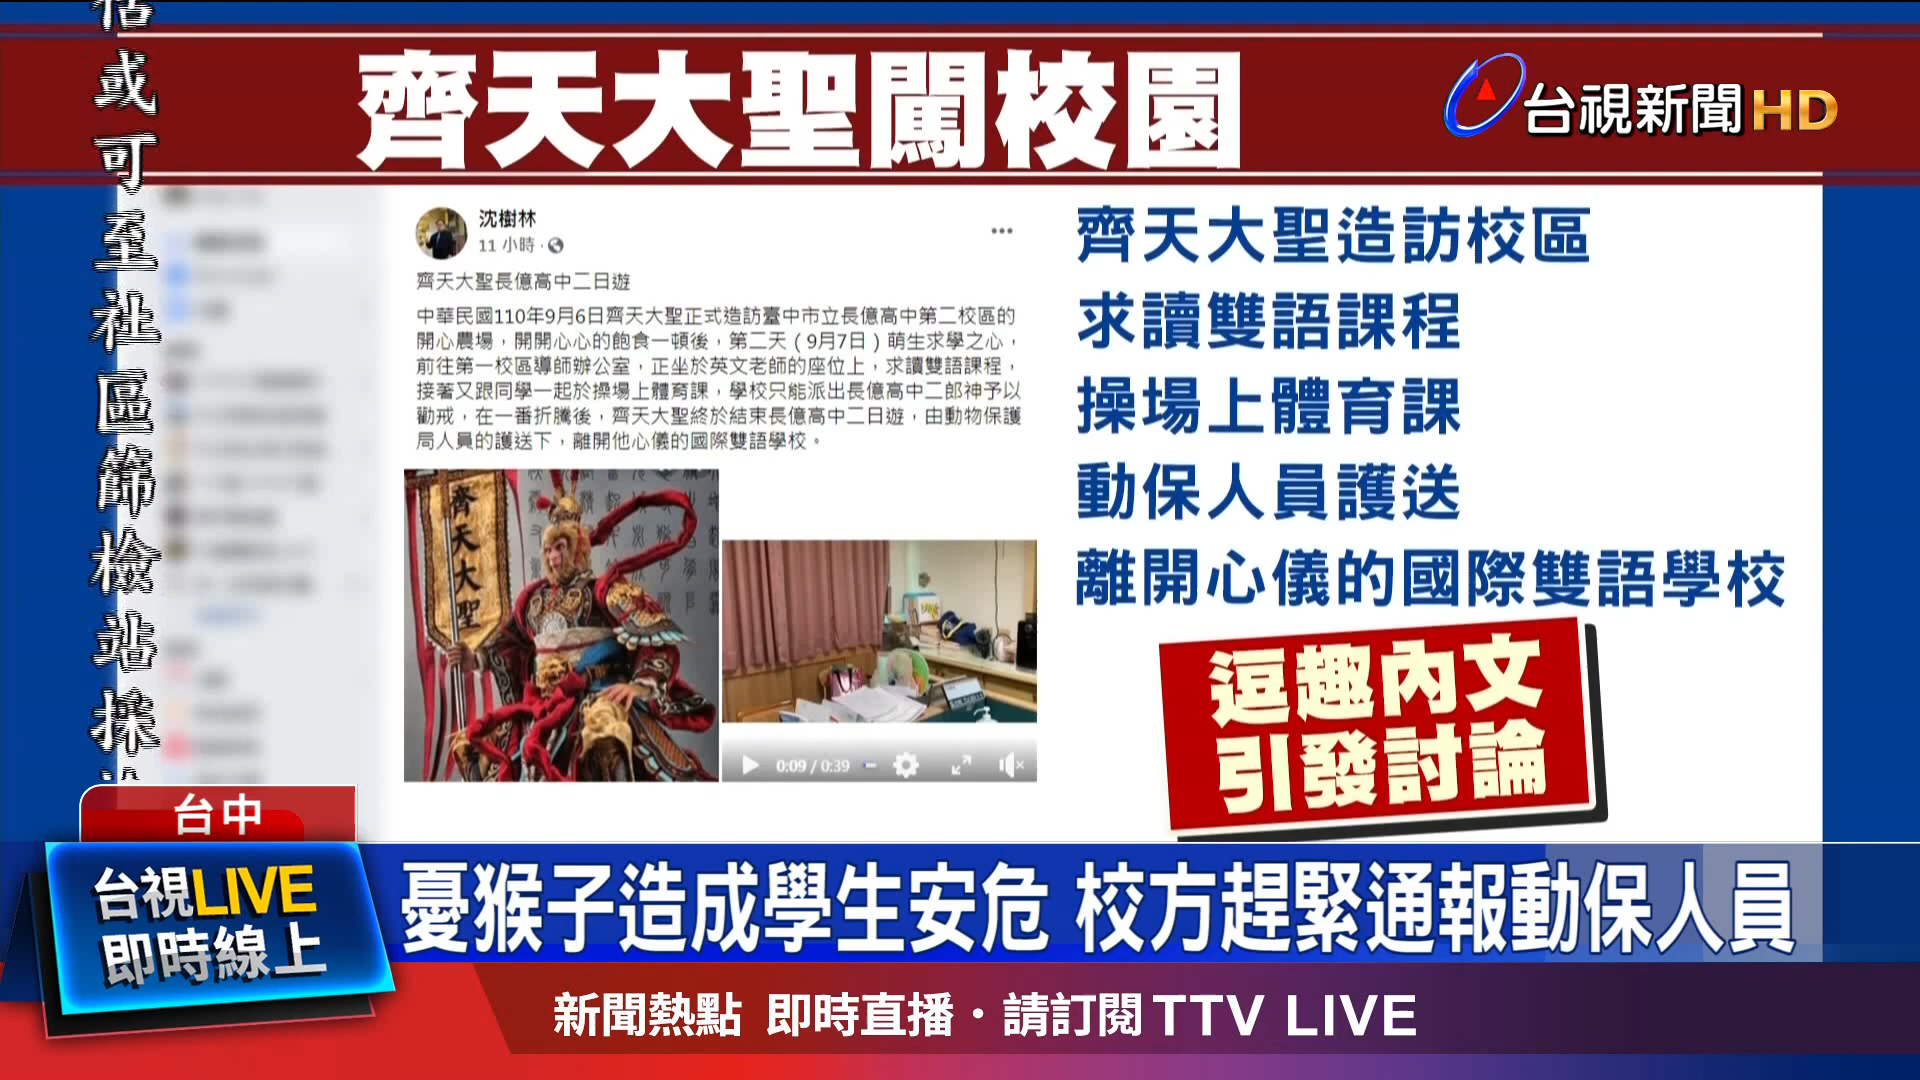 齊天大聖闖校園
台視新聞HD
或可至社區篩檢站採
沈樹林
11 小時
齊天大聖長億高中二日遊
中華民國110年9月6日齊天大聖正式造訪臺中市立長億高中第二校區的
開心農場，開開心心的飽食一頓後，第二天（9月7日）萌生求學之心，
前往第一校區導師辦公室，正坐於英文老師的座位上，求讀雙語課程，
接著又跟同學一起於操場上體育課，學校只能派出長億高中二郎神予以
勸戒，在一番折騰後，齊天大聖終於結束長億高中二日遊，由動物保護
局人員的護送下，離開他心儀的國際雙語學校。
齊天大聖
0:09 / 0:39
齊天大聖造訪校區
求讀雙語課程
操場上體育課
動保人員護送
離開心儀的國際雙語學校
逗趣內文
引發討論
台中
台視LIVE
即時線上
憂猴子造成學生安危 校方趕緊通報動保人員
新聞熱點 即時直播・請訂閱TTV LIVE